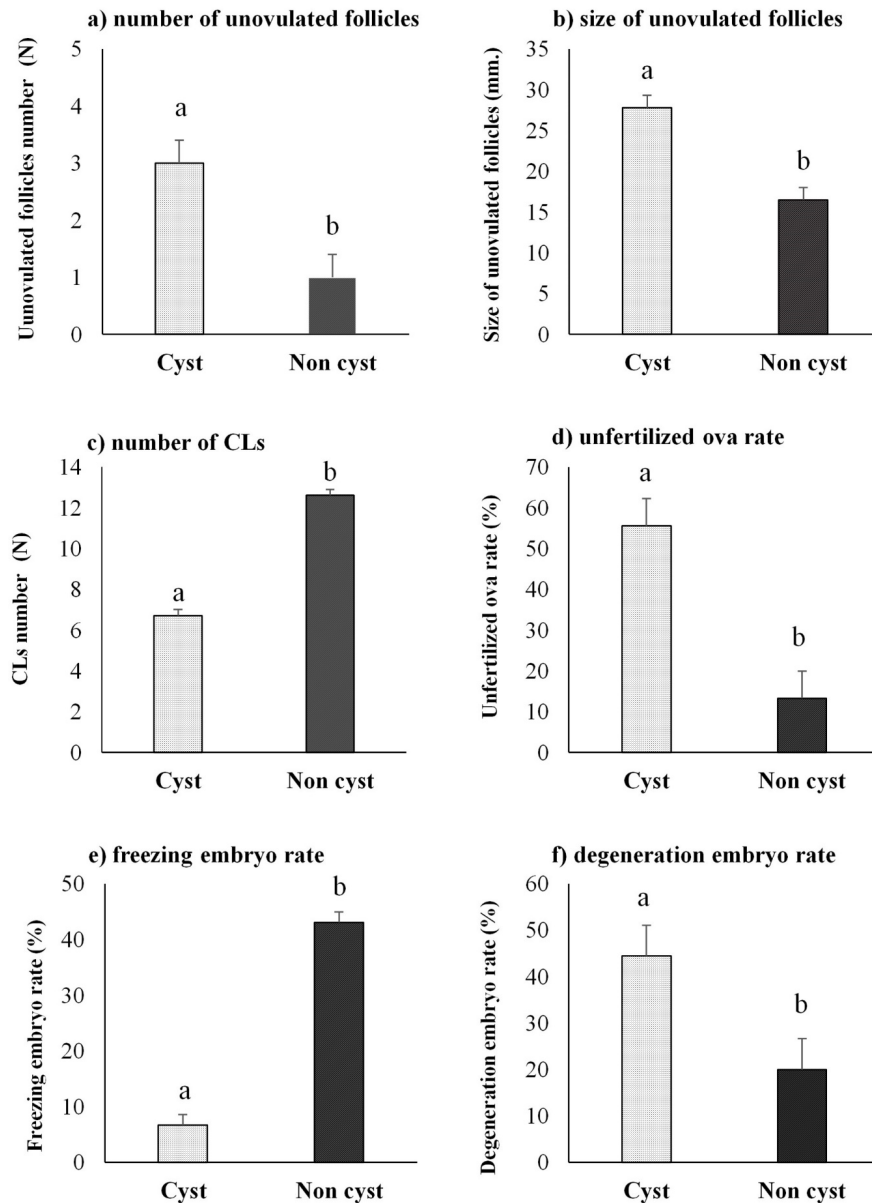 a) number of unovulated follicles
Uunovulated follicles number (N)
5
4
3
2
1
0
a
b
Cyst Non cyst
b) size of unovulated follicles
Size of unovulated follicles (mm.)
35
30
25
20
15
10
5
0
a
b
Cyst Non cyst
c) number of CLs
CLs number (N)
14
12
10
8
6
4
2
0
a
b
Cyst Non cyst
d) unfertilized ova rate
Unfertilized ova rate (%)
70
60
50
40
30
20
10
0
a
b
Cyst Non cyst
e) freezing embryo rate
Freezing embryo rate (%)
50
40
30
20
10
0
a
b
Cyst Non cyst
f) degeneration embryo rate
Degeneration embryo rate (%)
60
50
40
30
20
10
0
a
b
Cyst Non cyst